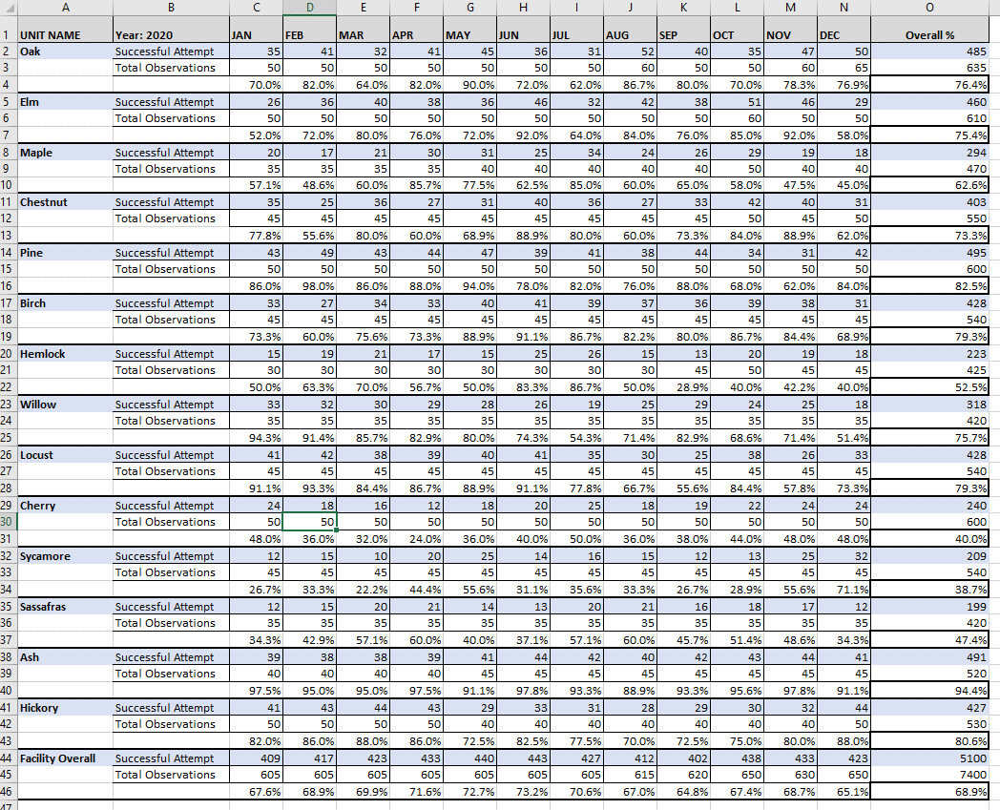 A B C D E F G H I J K L M N O
1 UNIT NAME Year: 2020 JAN FEB MAR APR MAY JUN JUL AUG SEP OCT NOV DEC Overall %
2 Oak Successful Attempt 35 41 32 41 45 36 31 52 40 35 47 50 485
3 Total Observations 50 50 50 50 50 50 50 60 50 50 60 65 635
4 70.0% 82.0% 64.0% 82.0% 90.0% 72.0% 62.0% 86.7% 80.0% 70.0% 78.3% 76.9% 76.4%
5 Elm Successful Attempt 26 36 40 38 36 46 32 42 38 51 46 29 460
6 Total Observations 50 50 50 50 50 50 50 50 50 60 50 50 610
7 52.0% 72.0% 80.0% 76.0% 72.0% 92.0% 64.0% 84.0% 76.0% 85.0% 92.0% 58.0% 75.4%
8 Maple Successful Attempt 20 17 21 30 31 25 34 24 26 29 19 18 294
9 Total Observations 35 35 35 35 40 40 40 40 40 50 40 40 470
10 57.1% 48.6% 60.0% 85.7% 77.5% 62.5% 85.0% 60.0% 65.0% 58.0% 47.5% 45.0% 62.6%
11 Chestnut Successful Attempt 35 25 36 27 31 40 36 27 33 42 40 31 403
12 Total Observations 45 45 45 45 45 45 45 45 45 50 45 50 550
13 77.8% 55.6% 80.0% 60.0% 68.9% 88.9% 80.0% 60.0% 73.3% 84.0% 88.9% 62.0% 73.3%
14 Pine Successful Attempt 43 49 43 44 47 39 41 38 44 34 31 42 495
15 Total Observations 50 50 50 50 50 50 50 50 50 50 50 50 600
16 86.0% 98.0% 86.0% 88.0% 94.0% 78.0% 82.0% 76.0% 88.0% 68.0% 62.0% 84.0% 82.5%
17 Birch Successful Attempt 33 27 34 33 40 41 39 37 36 39 38 31 428
18 Total Observations 45 45 45 45 45 45 45 45 45 45 45 45 540
19 73.3% 60.0% 75.6% 73.3% 88.9% 91.1% 86.7% 82.2% 80.0% 86.7% 84.4% 68.9% 79.3%
20 Hemlock Successful Attempt 15 19 21 17 15 25 26 15 13 20 19 18 223
21 Total Observations 30 30 30 30 30 30 30 30 45 50 45 45 425
22 50.0% 63.3% 70.0% 56.7% 50.0% 83.3% 86.7% 50.0% 28.9% 40.0% 42.2% 40.0% 52.5%
23 Willow Successful Attempt 33 32 30 29 28 26 19 25 29 24 25 18 318
24 Total Observations 35 35 35 35 35 35 35 35 35 35 35 35 420
25 94.3% 91.4% 85.7% 82.9% 80.0% 74.3% 54.3% 71.4% 82.9% 68.6% 71.4% 51.4% 75.7%
26 Locust Successful Attempt 41 42 38 39 40 41 35 30 25 38 26 33 428
27 Total Observations 45 45 45 45 45 45 45 45 45 45 45 45 540
28 91.1% 93.3% 84.4% 86.7% 88.9% 91.1% 77.8% 66.7% 55.6% 84.4% 57.8% 73.3% 79.3%
29 Cherry Successful Attempt 24 18 16 12 18 20 25 18 19 22 24 24 240
30 Total Observations 50 50 50 50 50 50 50 50 50 50 50 50 600
31 48.0% 36.0% 32.0% 24.0% 36.0% 40.0% 50.0% 36.0% 38.0% 44.0% 48.0% 48.0% 40.0%
32 Sycamore Successful Attempt 12 15 10 20 25 14 16 15 12 13 25 32 209
33 Total Observations 45 45 45 45 45 45 45 45 45 45 45 45 540
34 26.7% 33.3% 22.2% 44.4% 55.6% 31.1% 35.6% 33.3% 26.7% 28.9% 55.6% 71.1% 38.7%
35 Sassafras Successful Attempt 12 15 20 21 14 13 20 21 16 18 17 12 199
36 Total Observations 35 35 35 35 35 35 35 35 35 35 35 35 420
37 34.3% 42.9% 57.1% 60.0% 40.0% 37.1% 57.1% 60.0% 45.7% 51.4% 48.6% 34.3% 47.4%
38 Ash Successful Attempt 39 38 38 39 41 44 42 40 42 43 44 41 491
39 Total Observations 40 40 40 40 45 45 45 45 45 45 45 45 520
40 97.5% 95.0% 95.0% 97.5% 91.1% 97.8% 93.3% 88.9% 93.3% 95.6% 97.8% 91.1% 94.4%
41 Hickory Successful Attempt 41 43 44 43 29 33 31 28 29 30 32 44 427
42 Total Observations 50 50 50 50 40 40 40 40 40 40 40 50 530
43 82.0% 86.0% 88.0% 86.0% 72.5% 82.5% 77.5% 70.0% 72.5% 75.0% 80.0% 88.0% 80.6%
44 Facility Overall Successful Attempt 409 417 423 433 440 443 427 412 402 438 433 423 5100
45 Total Observations 605 605 605 605 605 605 605 615 620 650 630 650 7400
46 67.6% 68.9% 69.9% 71.6% 72.7% 73.2% 70.6% 67.0% 64.8% 67.4% 68.7% 65.1% 68.9%
47